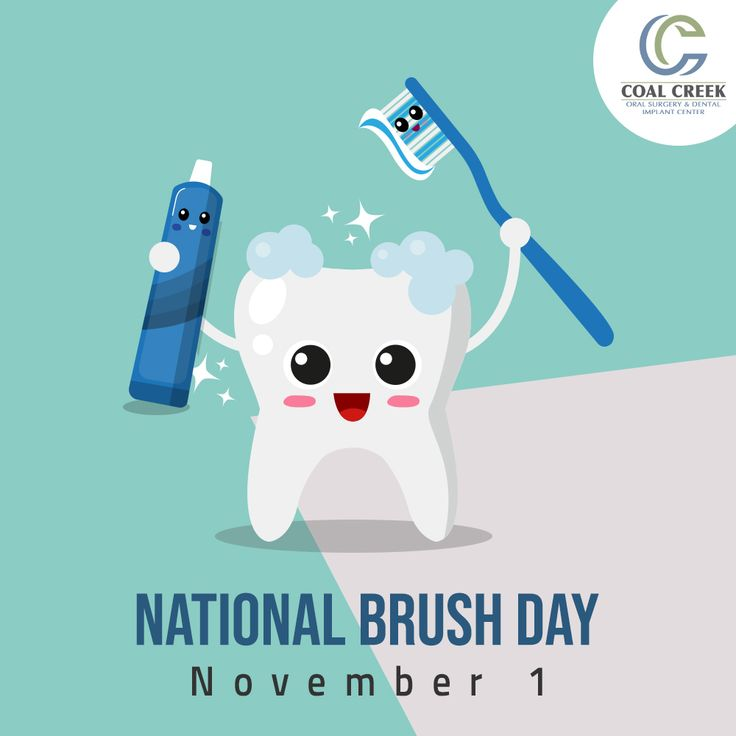 COAL CREEK
ORAL SURGERY & DENTAL
IMPLANT CENTER
NATIONAL BRUSH DAY
November 1